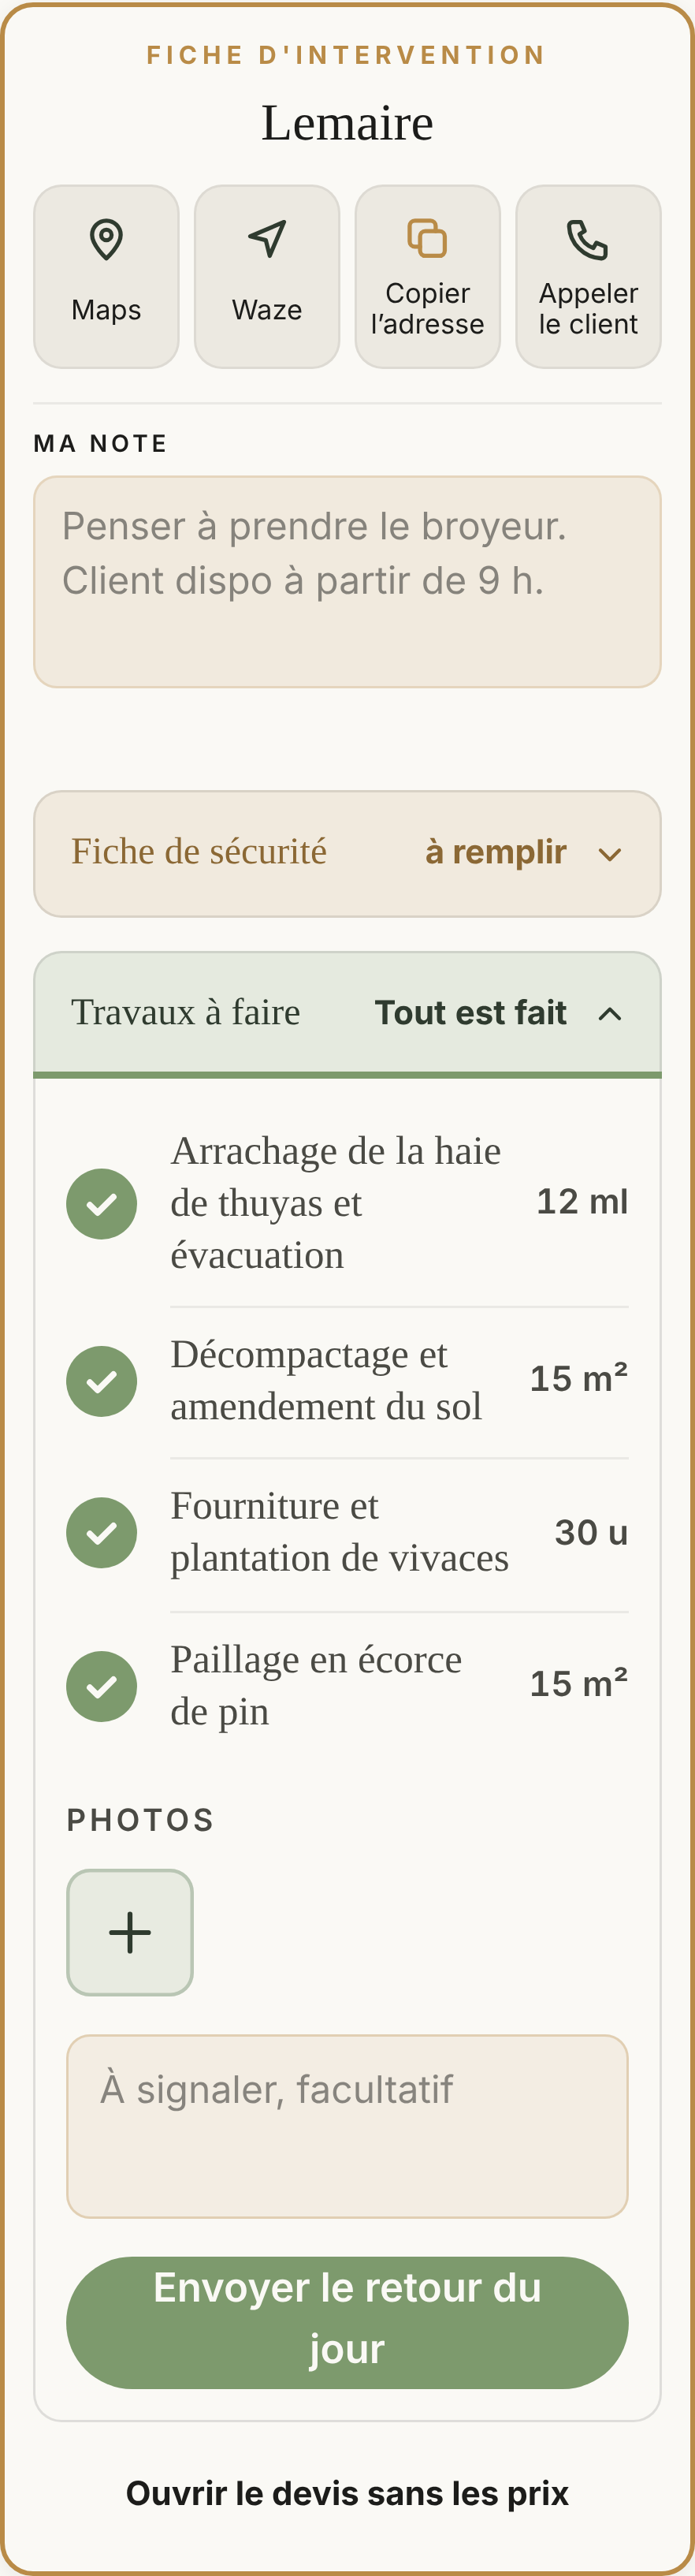 FICHE D'INTERVENTION
Lemaire
Maps
Waze
Copier
l’adresse
Appeler
le client
MA NOTE
Penser à prendre le broyeur.
Client dispo à partir de 9 h.
Fiche de sécurité
à remplir
Travaux à faire
Tout est fait
Arrachage de la haie
de thuyas et
évacuation
12 ml
Décompactage et
amendement du sol
15 m²
Fourniture et
plantation de vivaces
30 u
Paillage en écorce
de pin
15 m²
PHOTOS
À signaler, facultatif
Envoyer le retour du
jour
Ouvrir le devis sans les prix